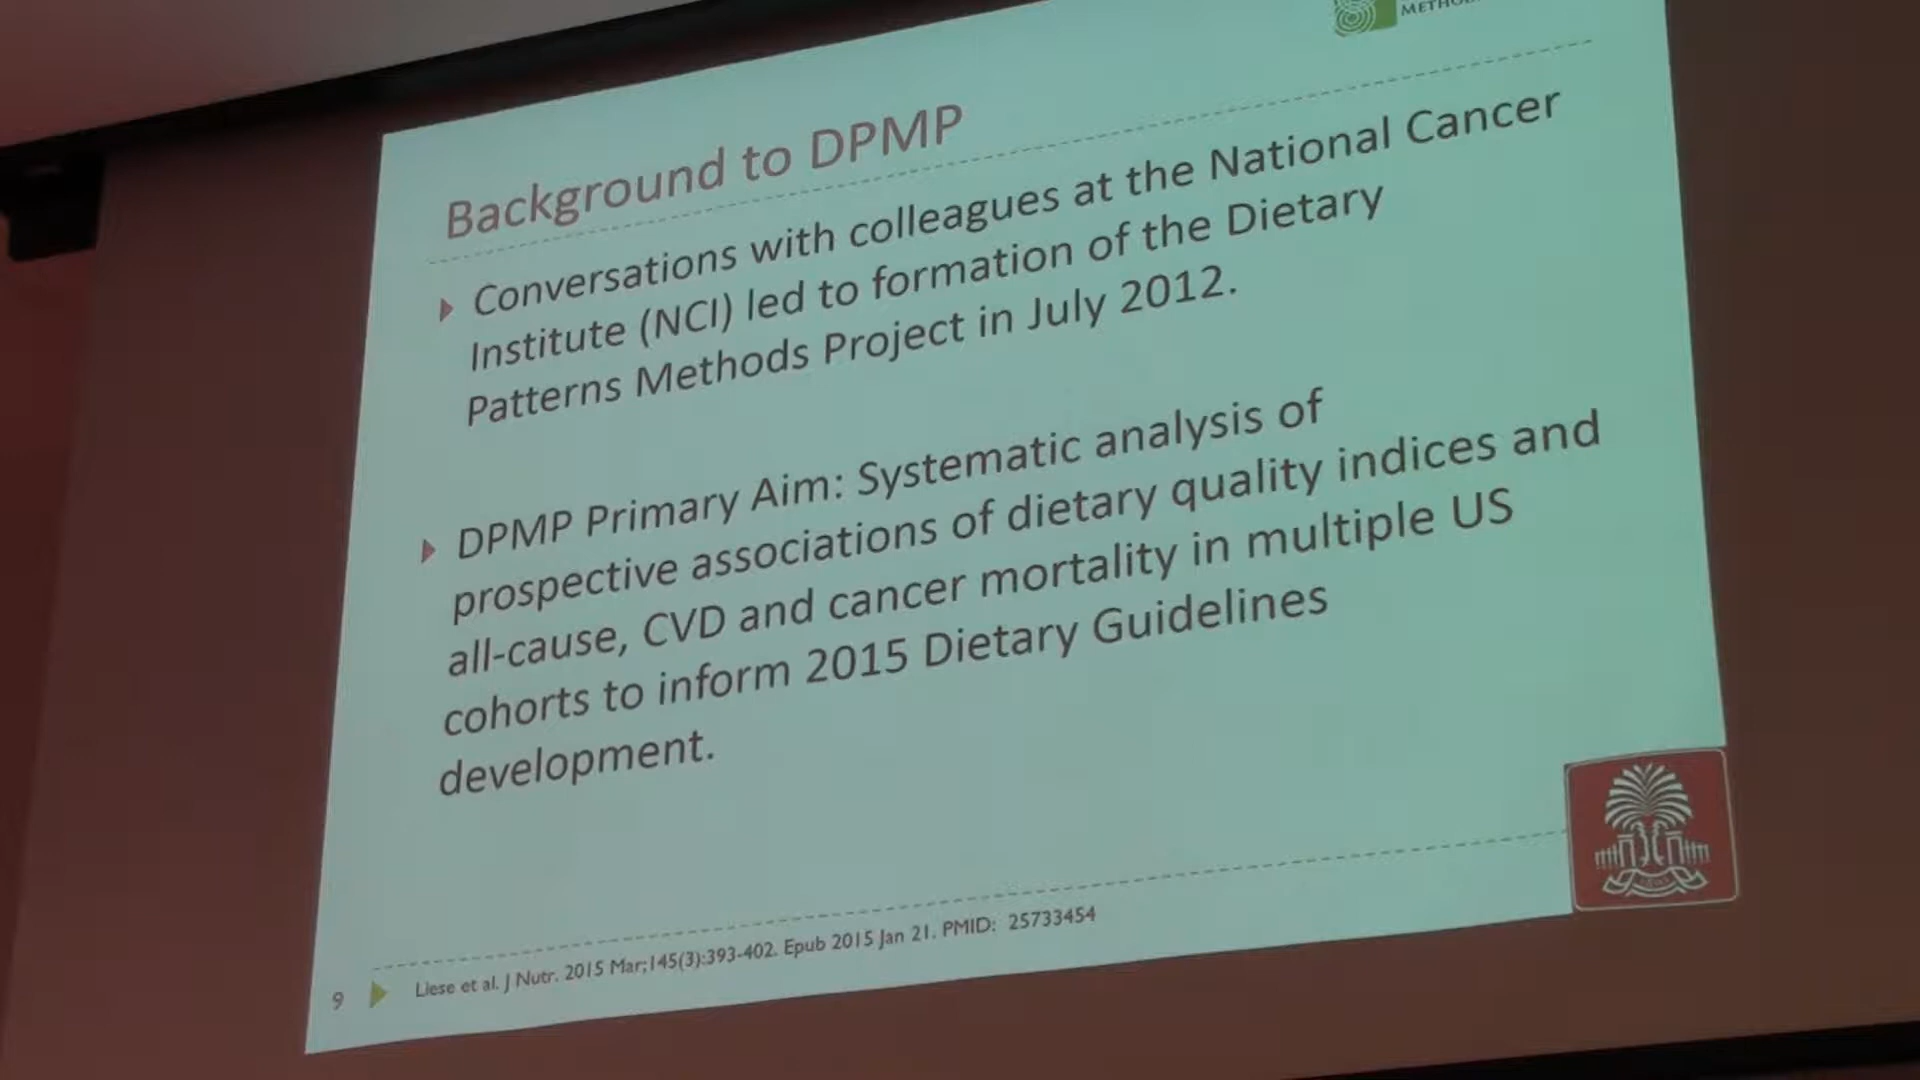 Background to DPMP
Conversations with colleagues at the National Cancer
Institute (NCI) led to formation of the Dietary
Patterns Methods Project in July 2012.
DPMP Primary Aim: Systematic analysis of
prospective associations of dietary quality indices and
all-cause, CVD and cancer mortality in multiple US
cohorts to inform 2015 Dietary Guidelines
development.
9
Liese et al. J Nutr. 2015 Mar;145(3):393-402. Epub 2015 Jan 21. PMID: 25733454